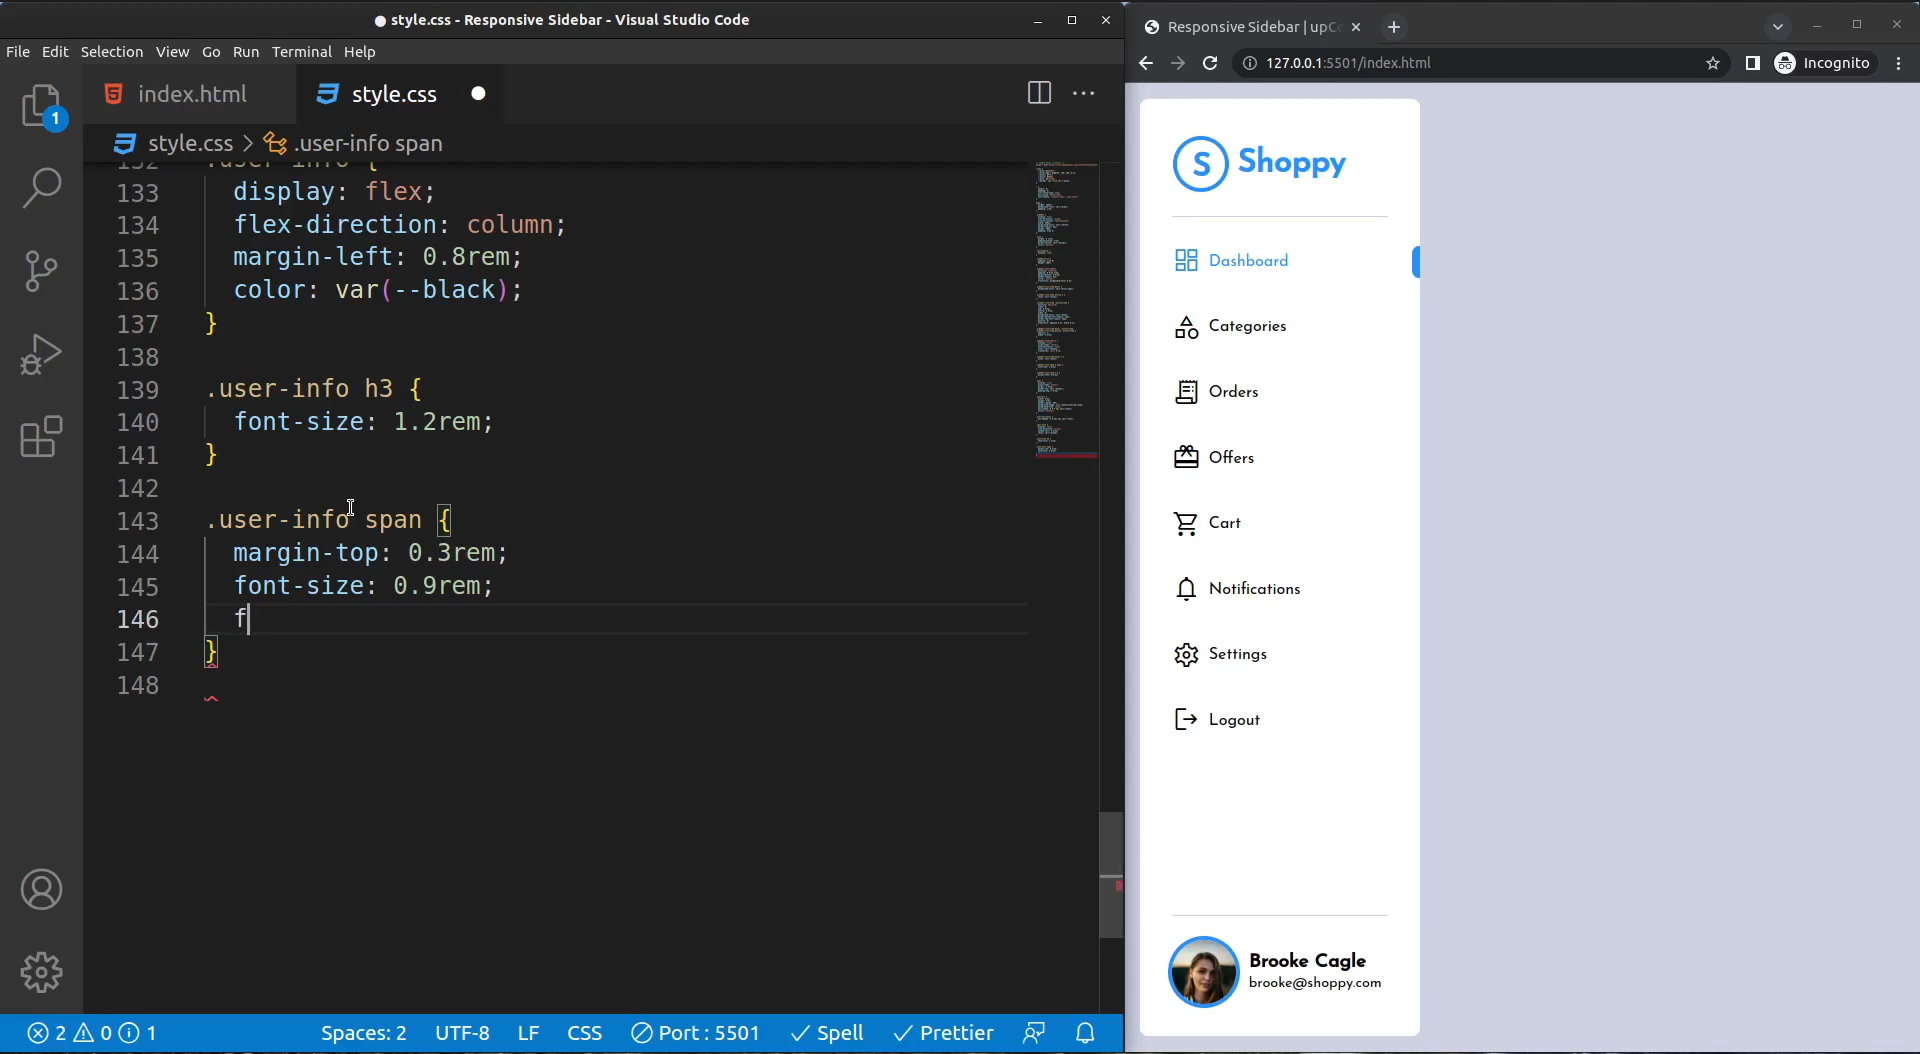 style.css - Responsive Sidebar - Visual Studio Code
File Edit Selection View Go Run Terminal Help
1
index.html
style.css
style.css > .user-info span
132 .user-info {
133 display: flex;
134 flex-direction: column;
135 margin-left: 0.8rem;
136 color: var(--black);
137 }
138
139 .user-info h3 {
140 font-size: 1.2rem;
141 }
142
143 .user-info span {
144 margin-top: 0.3rem;
145 font-size: 0.9rem;
146 f
147 }
148
2 0 1 Spaces: 2 UTF-8 LF CSS Port : 5501 Spell Prettier
Responsive Sidebar | upCo
127.0.0.1:5501/index.html
Incognito
S Shoppy
Dashboard
Categories
Orders
Offers
Cart
Notifications
Settings
Logout
Brooke Cagle
brooke@shoppy.com